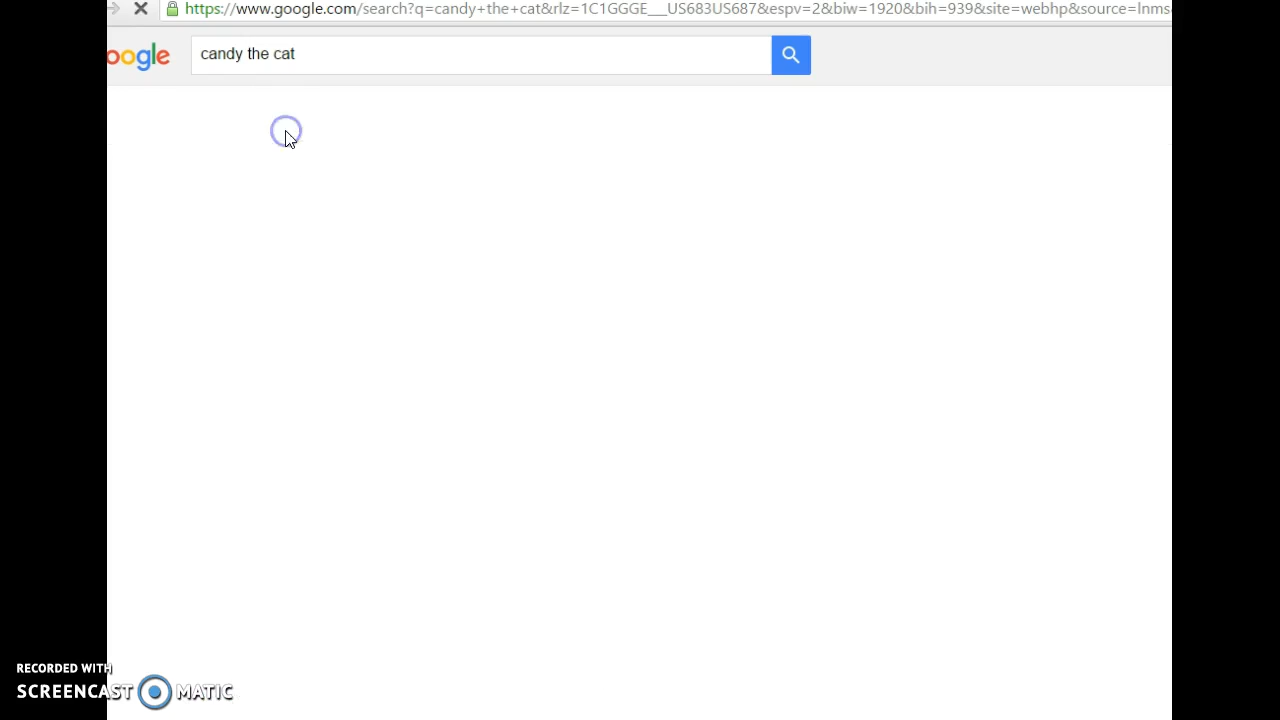 https://www.google.com/search?q=candy+the+cat&rlz=1C1GGGE___US683US687&espv=2&biw=1920&bih=939&site=webhp&source=lnms
oogle
candy the cat
RECORDED WITH
SCREENCAST MATIC